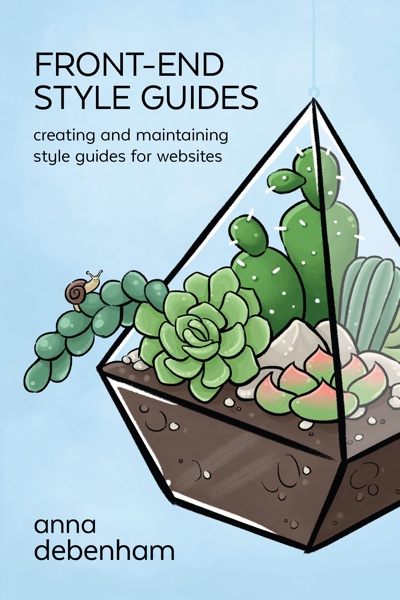 FRONT-END
STYLE GUIDES
creating and maintaining
style guides for websites
anna
debenham